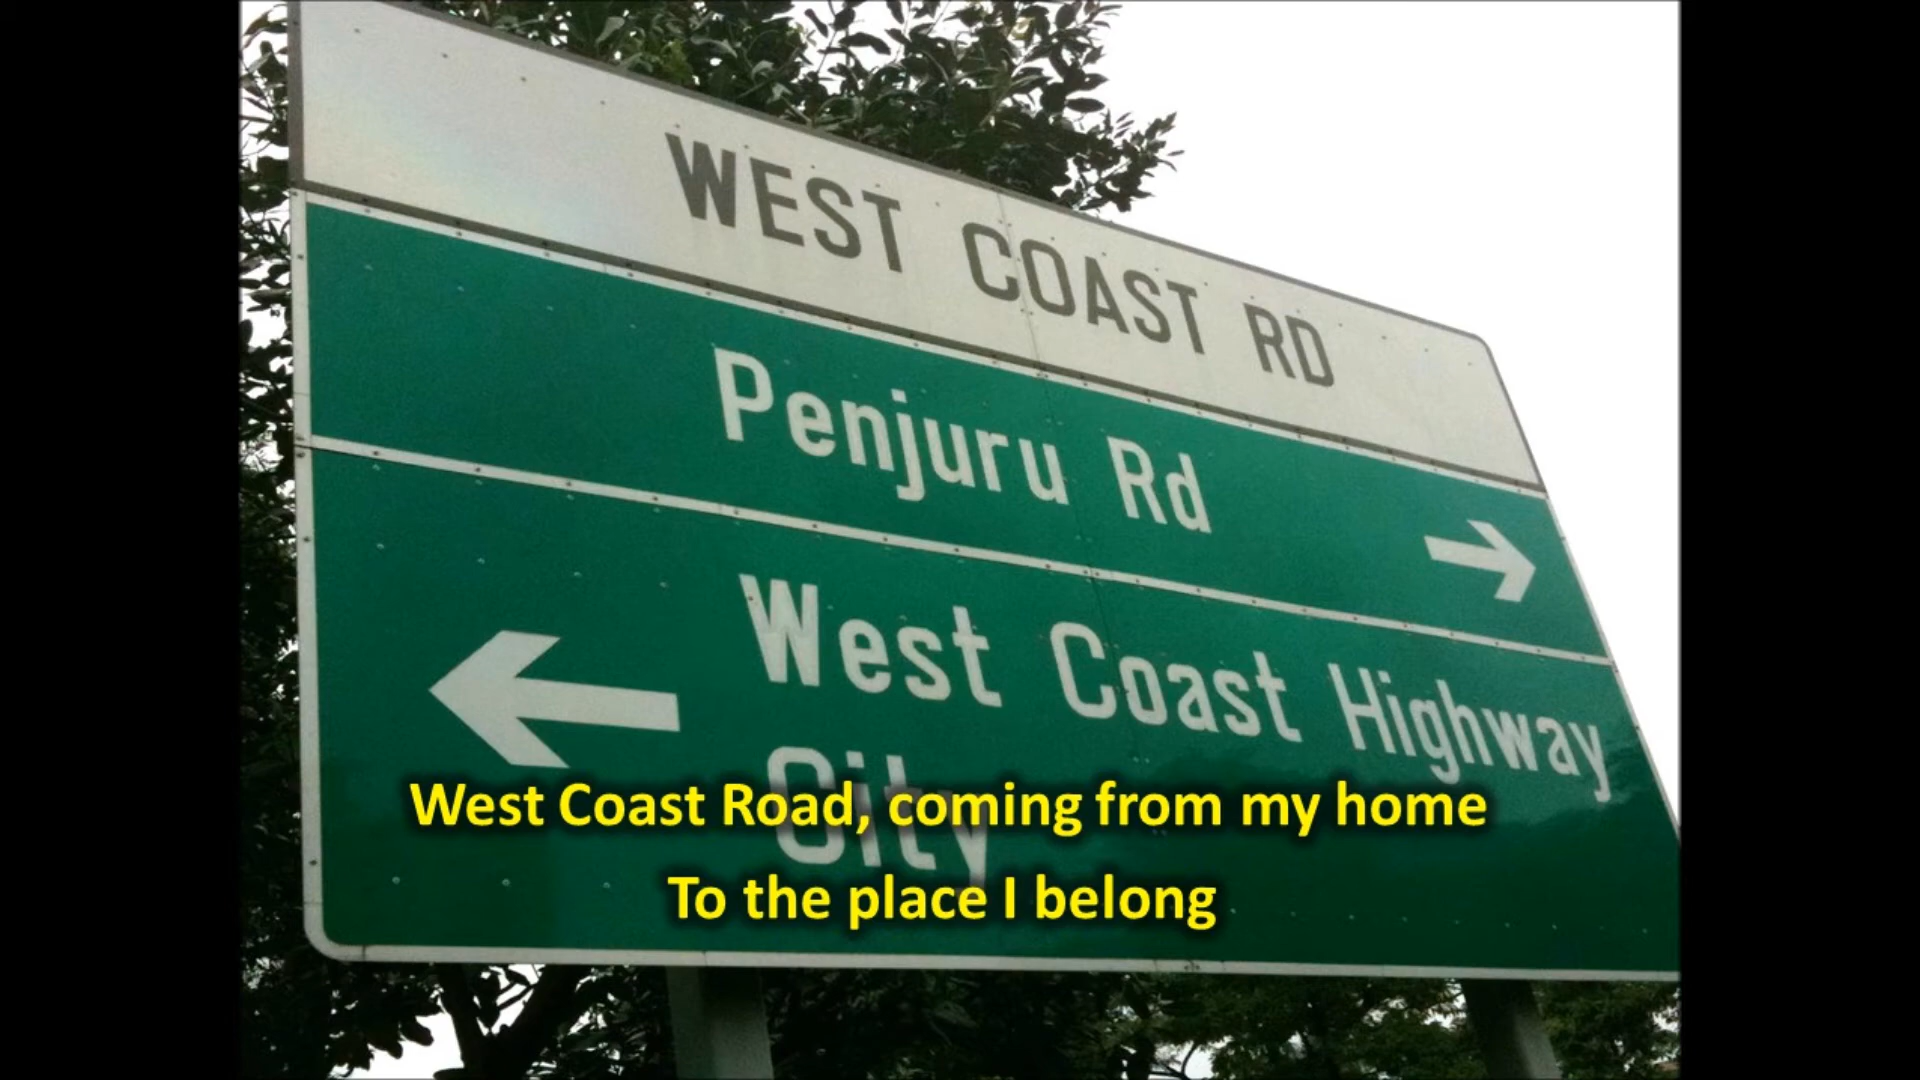 WEST COAST RD
Penjuru Rd
West Coast Highway
City
West Coast Road, coming from my home
To the place I belong